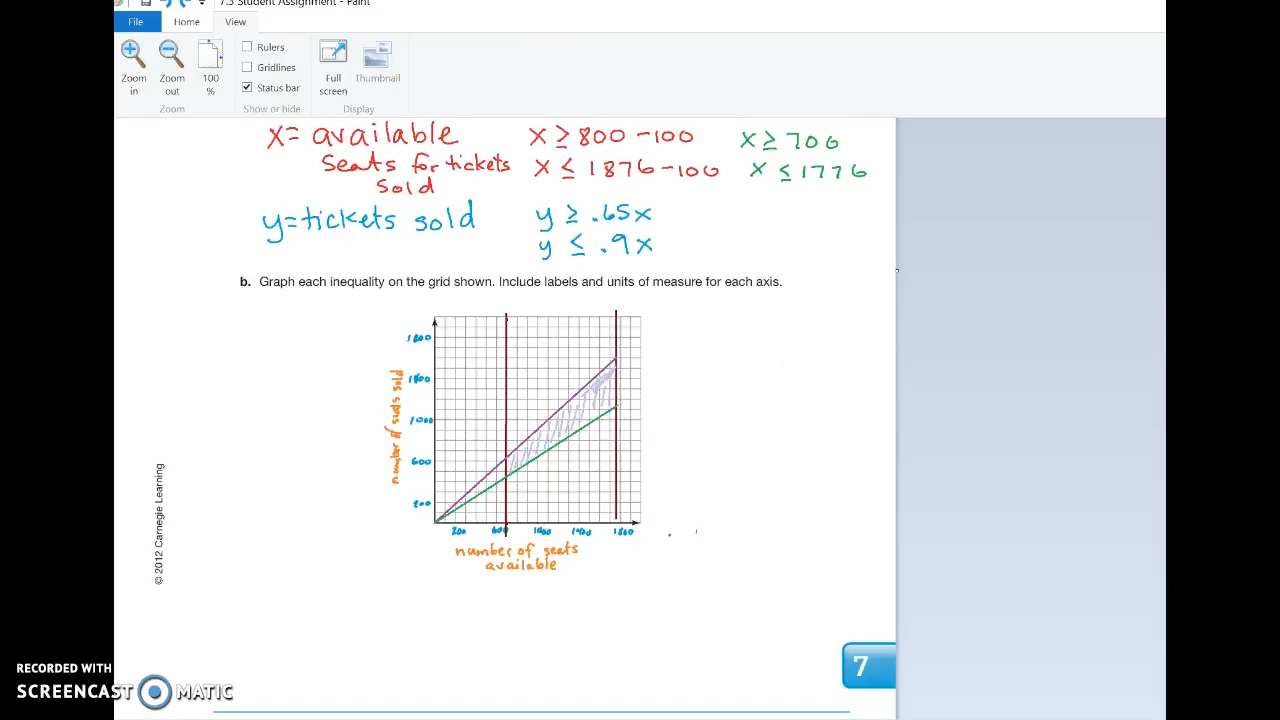 7.3 Student Assignment - Paint
File Home View
Rulers
Gridlines
Status bar
Zoom in
Zoom out
100 %
Full screen
Thumbnail
Zoom
Show or hide
Display
x = available x ≥ 800 - 100 x ≥ 700
seats for tickets x ≤ 1876 - 100 x ≤ 1776
sold
y = tickets sold y ≥ .65x
y ≤ .9x
b. Graph each inequality on the grid shown. Include labels and units of measure for each axis.
1800
1400
1000
600
200
number of seats sold
200 600 1000 1400 1800
number of seats
available
© 2012 Carnegie Learning
7
RECORDED WITH
SCREENCAST MATIC